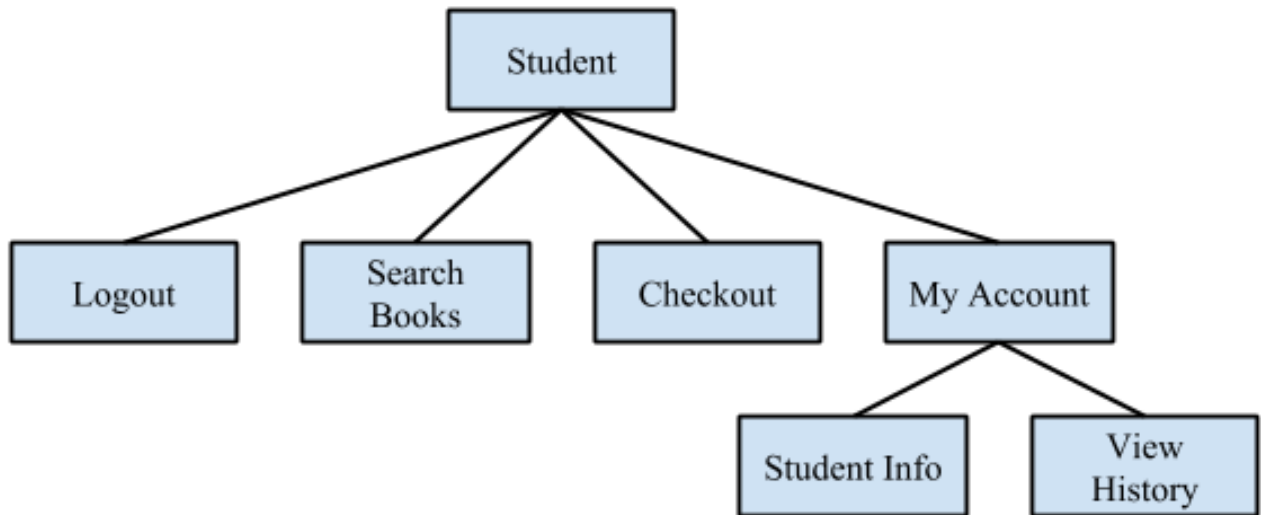 Student
Logout
Search
Books
Checkout
My Account
Student Info
View
History